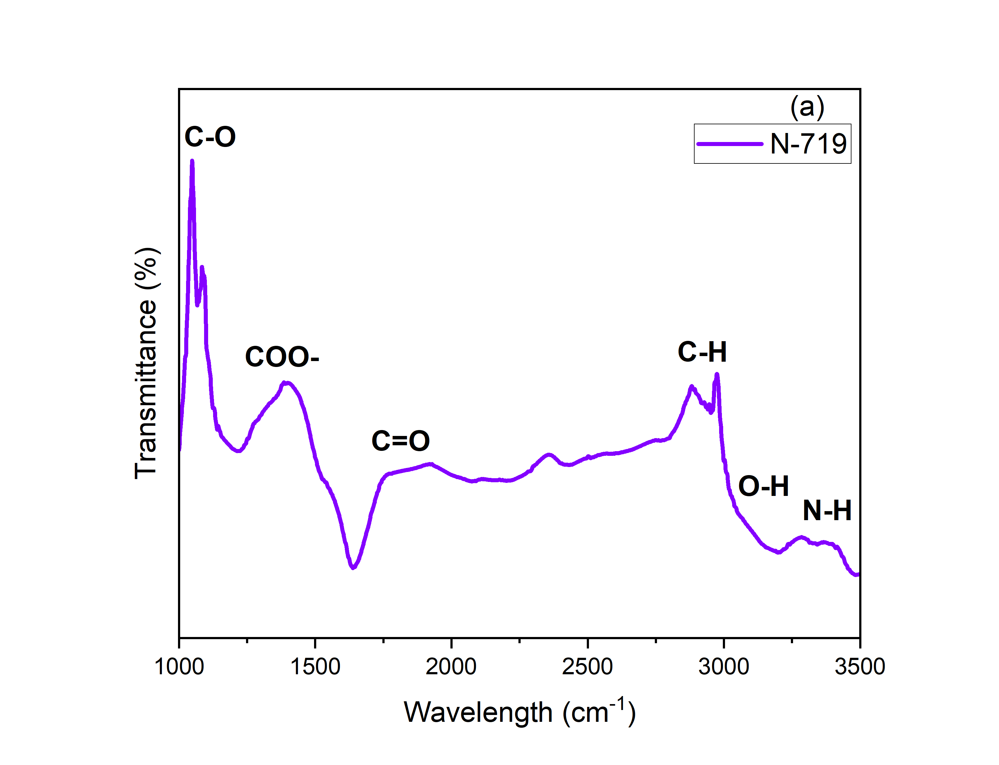 (a)
N-719
C-O
COO-
C=O
C-H
O-H
N-H
Transmittance (%)
1000 1500 2000 2500 3000 3500
Wavelength (cm⁻¹)